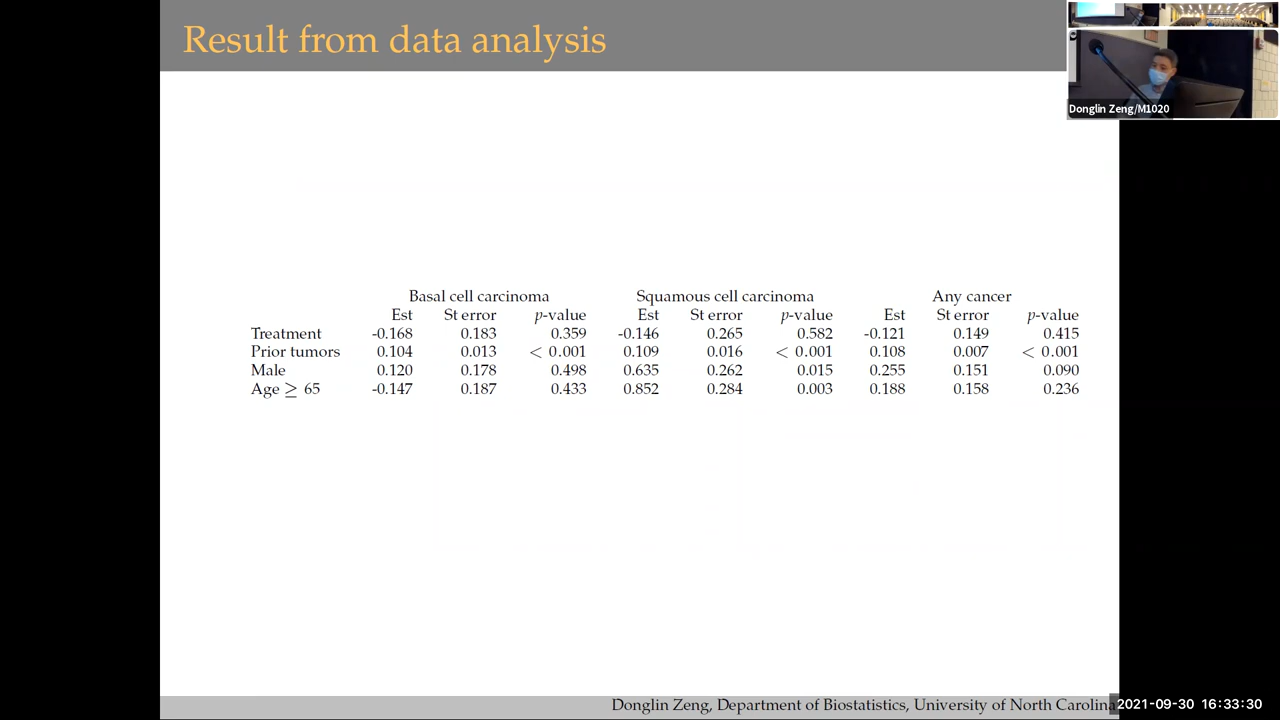 Result from data analysis
Donglin Zeng/M1020
Basal cell carcinoma Squamous cell carcinoma Any cancer
Est St error p-value Est St error p-value Est St error p-value
Treatment -0.168 0.183 0.359 -0.146 0.265 0.582 -0.121 0.149 0.415
Prior tumors 0.104 0.013 < 0.001 0.109 0.016 < 0.001 0.108 0.007 < 0.001
Male 0.120 0.178 0.498 0.635 0.262 0.015 0.255 0.151 0.090
Age ≥ 65 -0.147 0.187 0.433 0.852 0.284 0.003 0.188 0.158 0.236
Donglin Zeng, Department of Biostatistics, University of North Carolina
2021-09-30 16:33:30